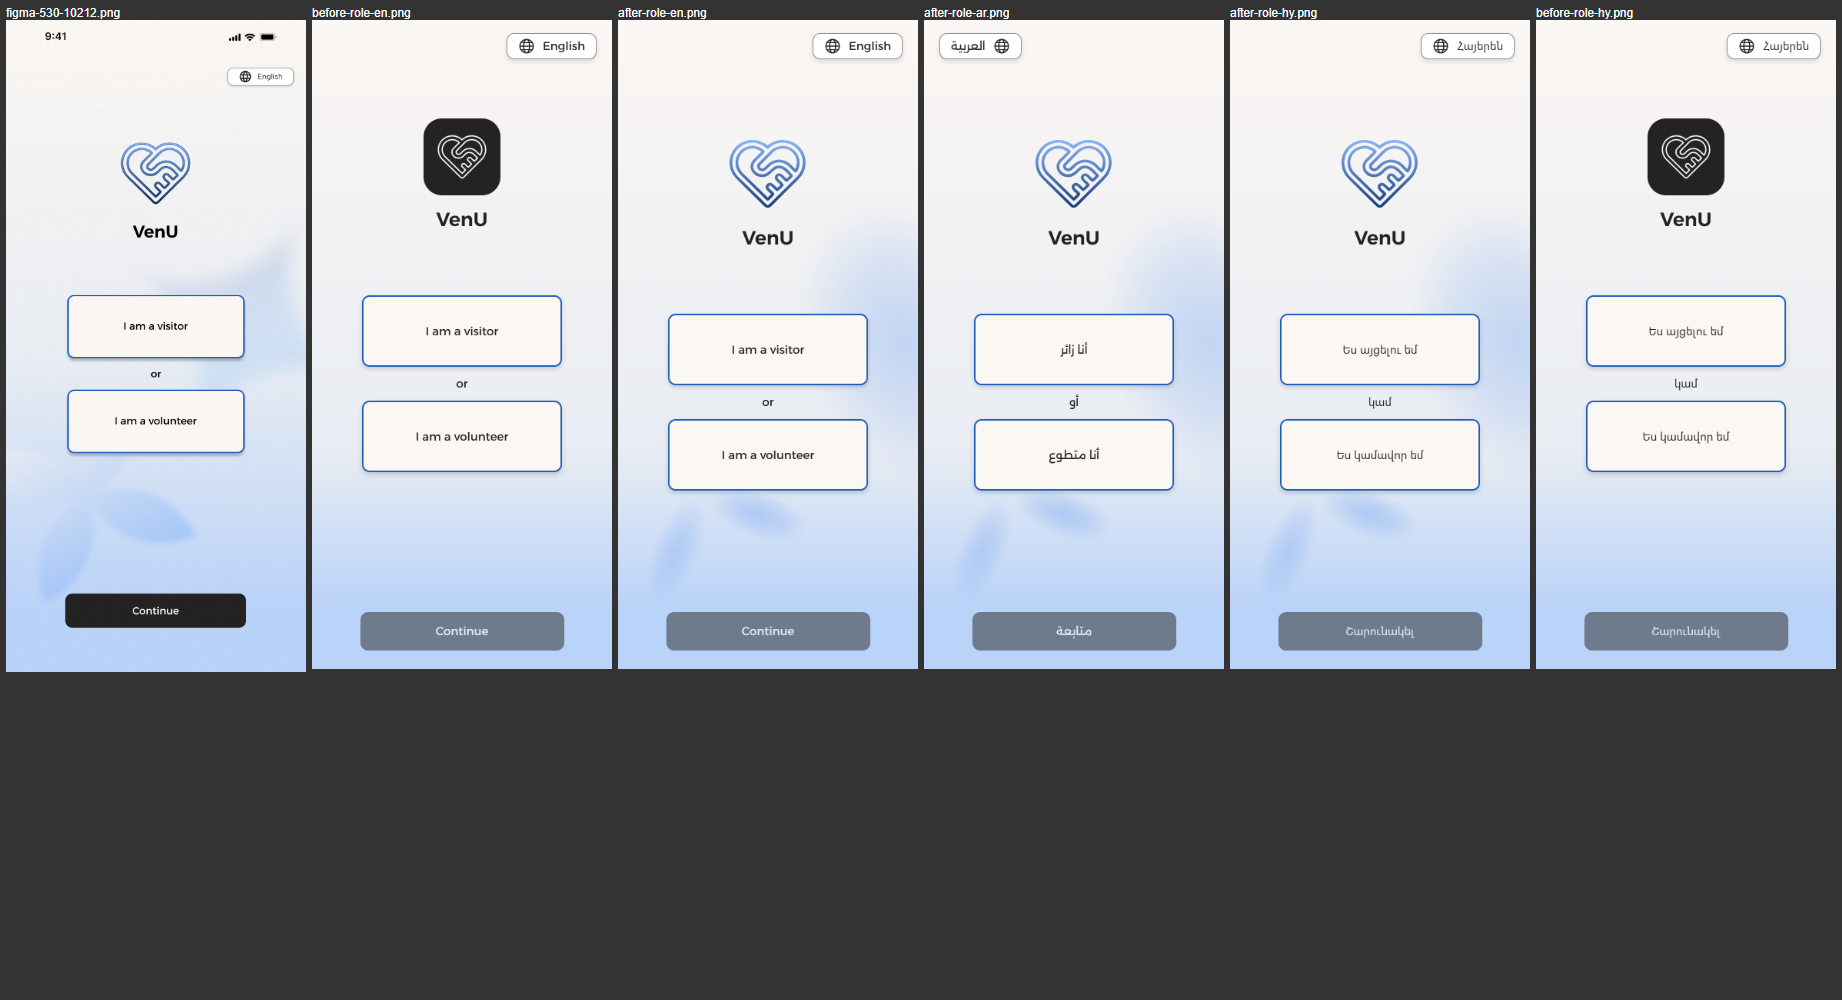 figma-530-10212.png
9:41
English
VenU
I am a visitor
or
I am a volunteer
Continue
before-role-en.png
English
VenU
I am a visitor
or
I am a volunteer
Continue
after-role-en.png
English
VenU
I am a visitor
or
I am a volunteer
Continue
after-role-ar.png
العربية
VenU
أنا زائر
أو
أنا متطوع
متابعة
after-role-hy.png
Հայերեն
VenU
Ես այցելու եմ
կամ
Ես կամավոր եմ
Շարունակել
before-role-hy.png
Հայերեն
VenU
Ես այցելու եմ
կամ
Ես կամավոր եմ
Շարունակել